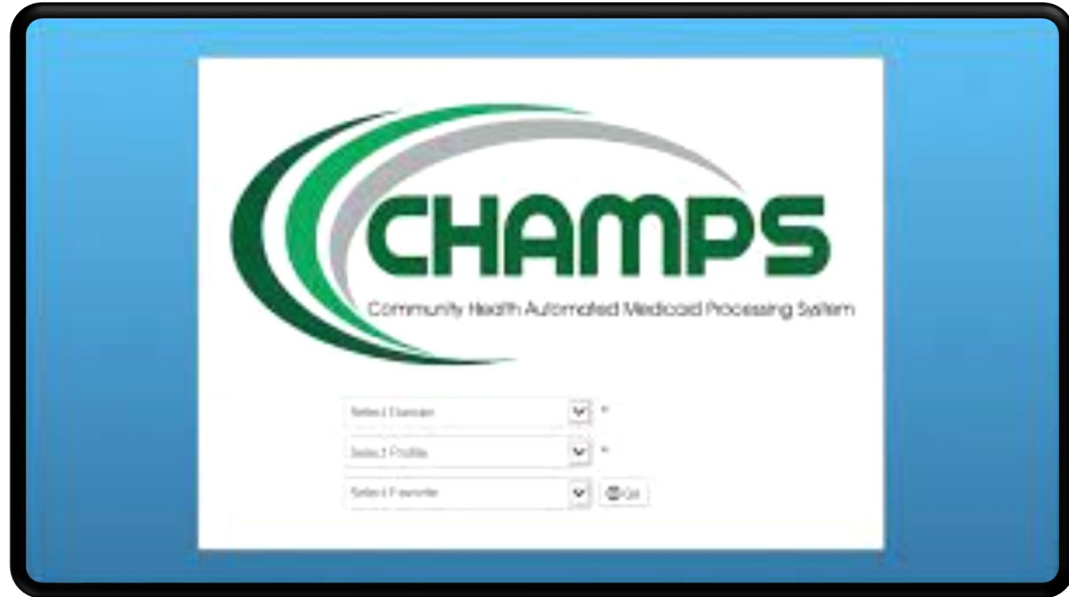 CHAMPS
Community Health Automated Medicaid Processing System
Select Domain
Select Profile
Select Favorite
Go